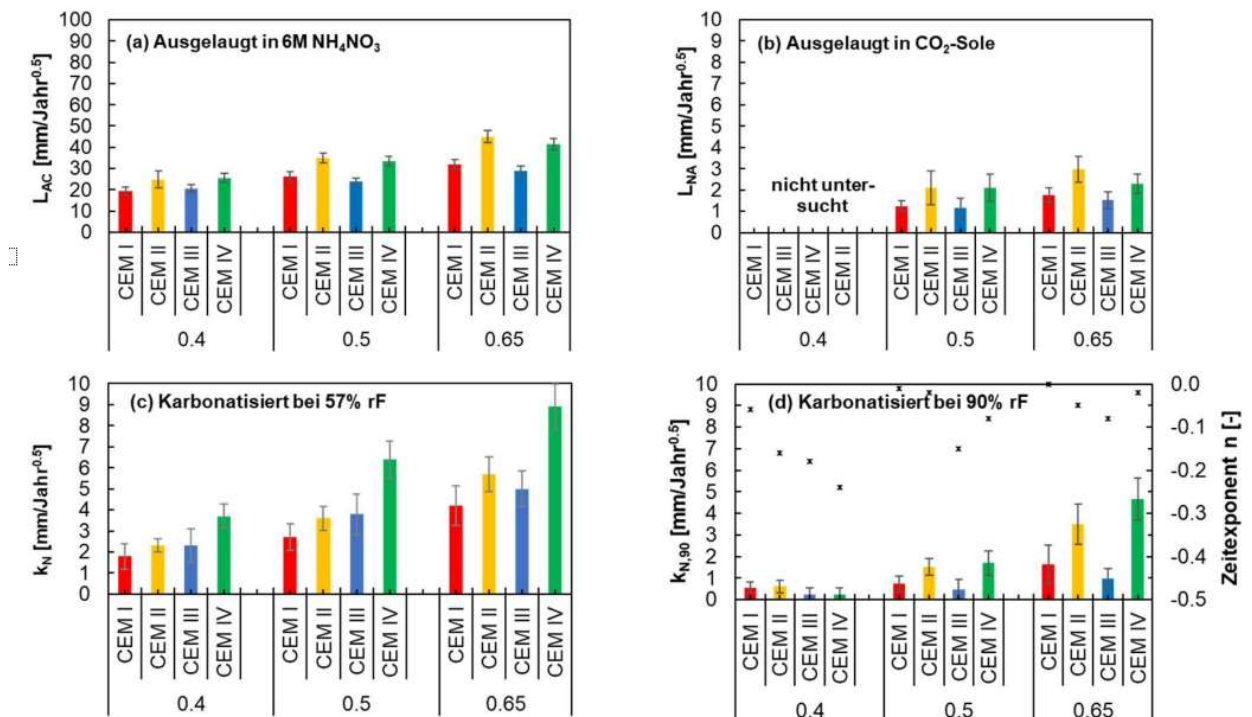 (a) Ausgelaugt in 6M NH₄NO₃
L_AC [mm/Jahr^0.5]
100
90
80
70
60
50
40
30
20
10
0
CEM I
CEM II
CEM III
CEM IV
CEM I
CEM II
CEM III
CEM IV
CEM I
CEM II
CEM III
CEM IV
0.4 0.5 0.65
(b) Ausgelaugt in CO₂-Sole
L_NA [mm/Jahr^0.5]
10
9
8
7
6
5
4
3
2
1
0
nicht unter-
sucht
CEM I
CEM III
CEM IV
CEM II
CEM I
CEM II
CEM III
CEM IV
CEM I
CEM II
CEM III
CEM IV
0.4 0.5 0.65
(c) Karbonatisiert bei 57% rF
k_N [mm/Jahr^0.5]
10
9
8
7
6
5
4
3
2
1
0
CEM I
CEM II
CEM III
CEM IV
CEM I
CEM II
CEM III
CEM IV
CEM I
CEM II
CEM III
CEM IV
0.4 0.5 0.65
(d) Karbonatisiert bei 90% rF
k_N,90 [mm/Jahr^0.5]
10
9
8
7
6
5
4
3
2
1
0
0.0
-0.1
-0.2
-0.3
-0.4
-0.5
Zeitexponent n [-]
CEM I
CEM II
CEM III
CEM IV
CEM I
CEM II
CEM III
CEM IV
CEM I
CEM II
CEM III
CEM IV
0.4 0.5 0.65